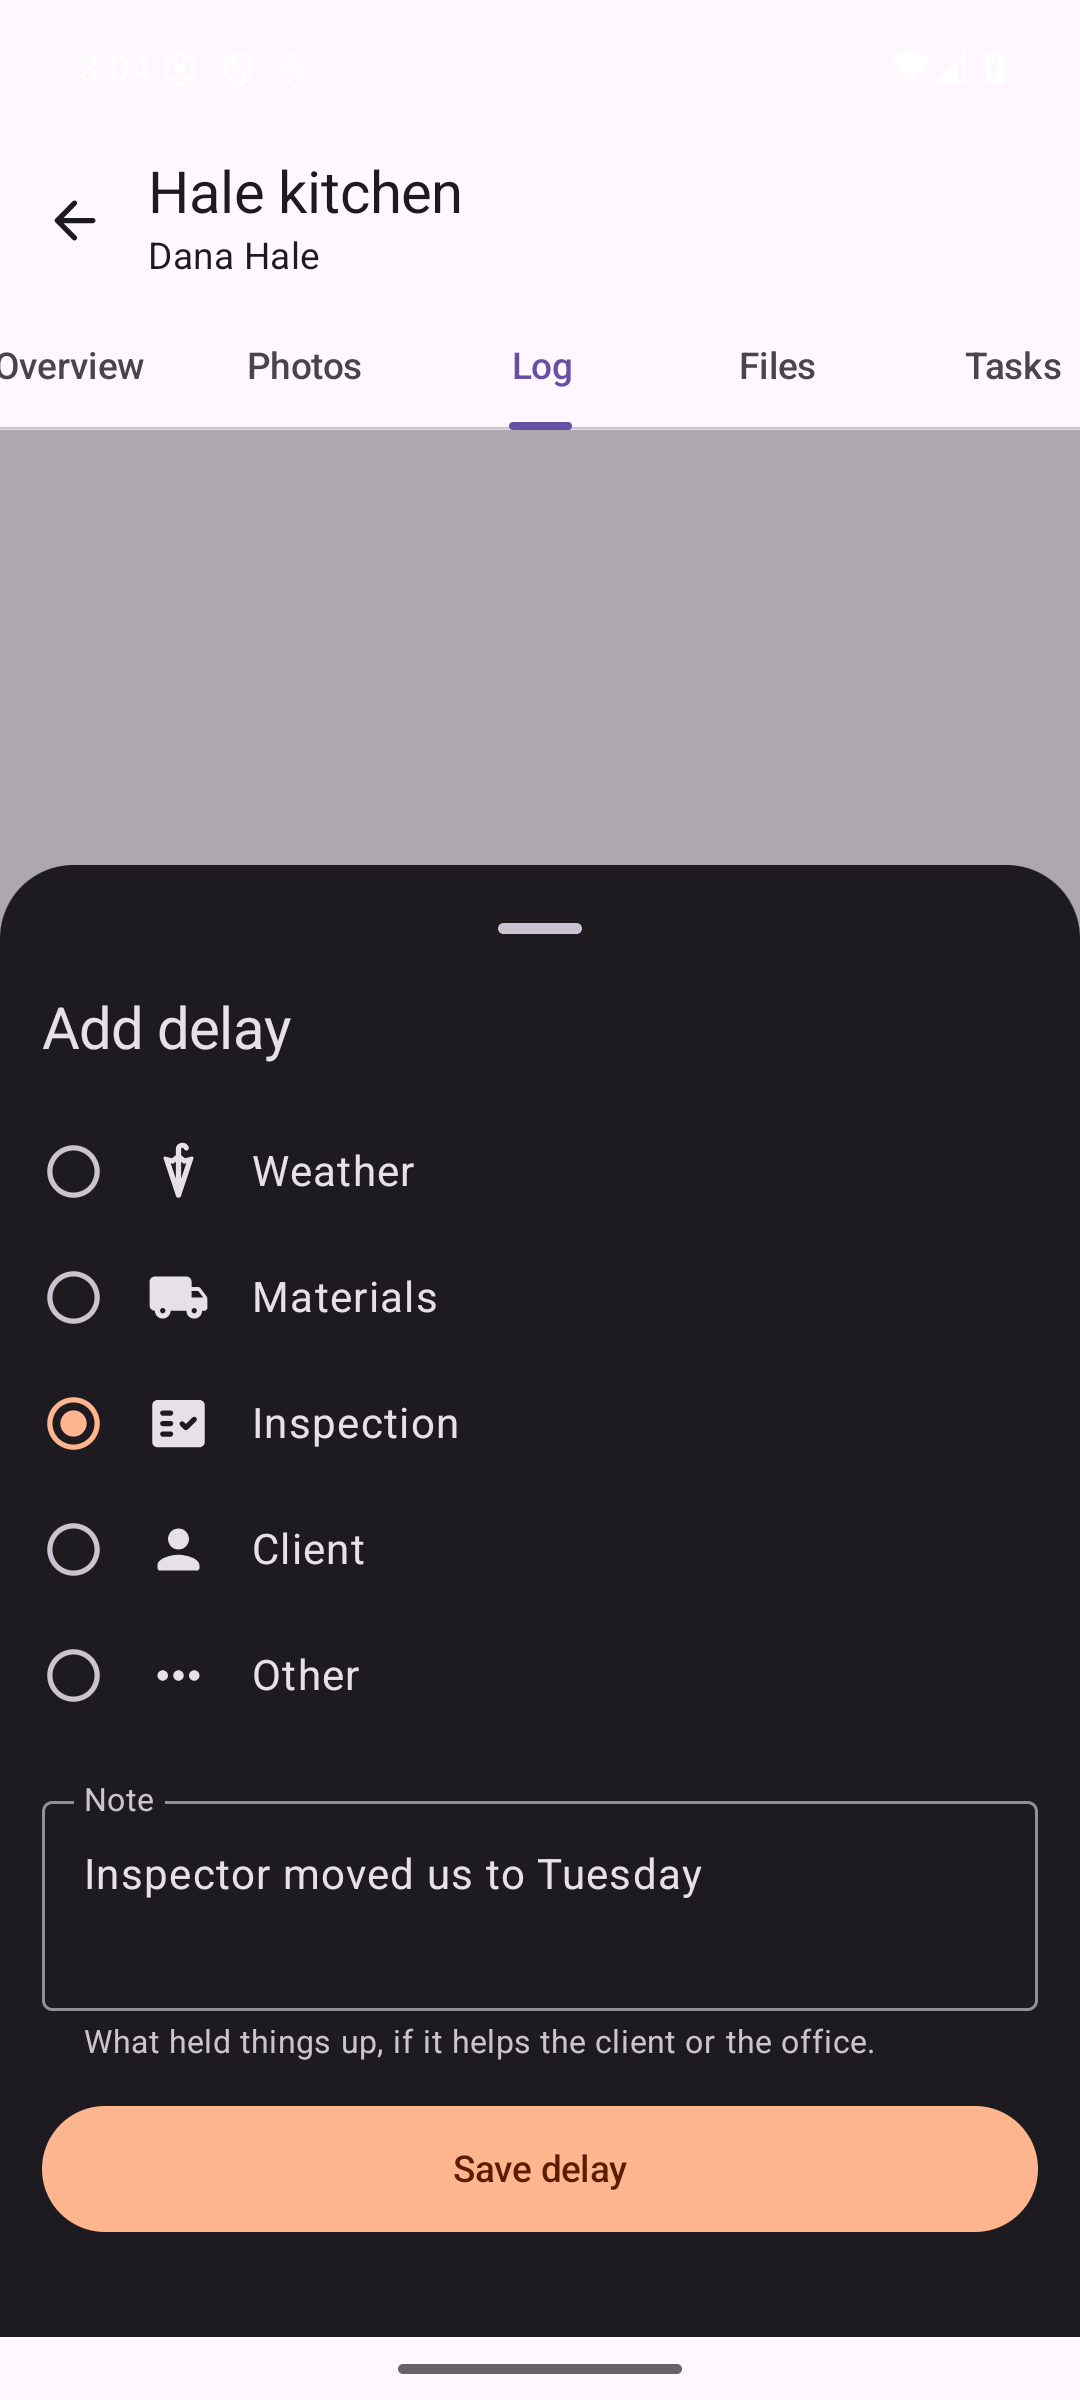 3:04
Hale kitchen
Dana Hale
Overview Photos Log Files Tasks
Add delay
Weather
Materials
Inspection
Client
Other
Note
Inspector moved us to Tuesday
What held things up, if it helps the client or the office.
Save delay